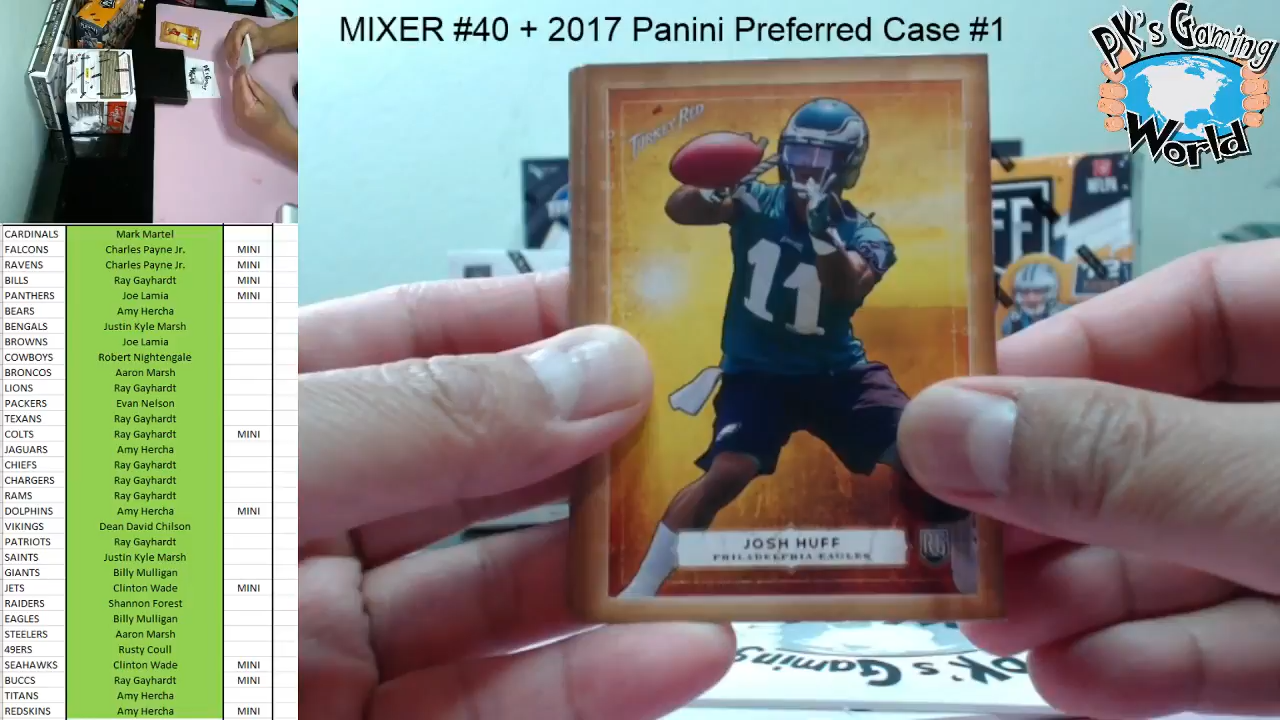 MIXER #40 + 2017 Panini Preferred Case #1
PK's Gaming
World
CARDINALS Mark Martel
FALCONS Charles Payne Jr. MINI
RAVENS Charles Payne Jr. MINI
BILLS Ray Gayhardt MINI
PANTHERS Joe Lamia MINI
BEARS Amy Hercha
BENGALS Justin Kyle Marsh
BROWNS Joe Lamia
COWBOYS Robert Nightengale
BRONCOS Aaron Marsh
LIONS Ray Gayhardt
PACKERS Evan Nelson
TEXANS Ray Gayhardt
COLTS Ray Gayhardt MINI
JAGUARS Amy Hercha
CHIEFS Ray Gayhardt
CHARGERS Ray Gayhardt
RAMS Ray Gayhardt
DOLPHINS Amy Hercha MINI
VIKINGS Dean David Chilson
PATRIOTS Ray Gayhardt
SAINTS Justin Kyle Marsh
GIANTS Billy Mulligan
JETS Clinton Wade MINI
RAIDERS Shannon Forest
EAGLES Billy Mulligan
STEELERS Aaron Marsh
49ERS Rusty Coull
SEAHAWKS Clinton Wade MINI
BUCCS Ray Gayhardt MINI
TITANS Amy Hercha
REDSKINS Amy Hercha MINI
TURKEY RED
11
JOSH HUFF
PHILADELPHIA EAGLES
PK's Gaming